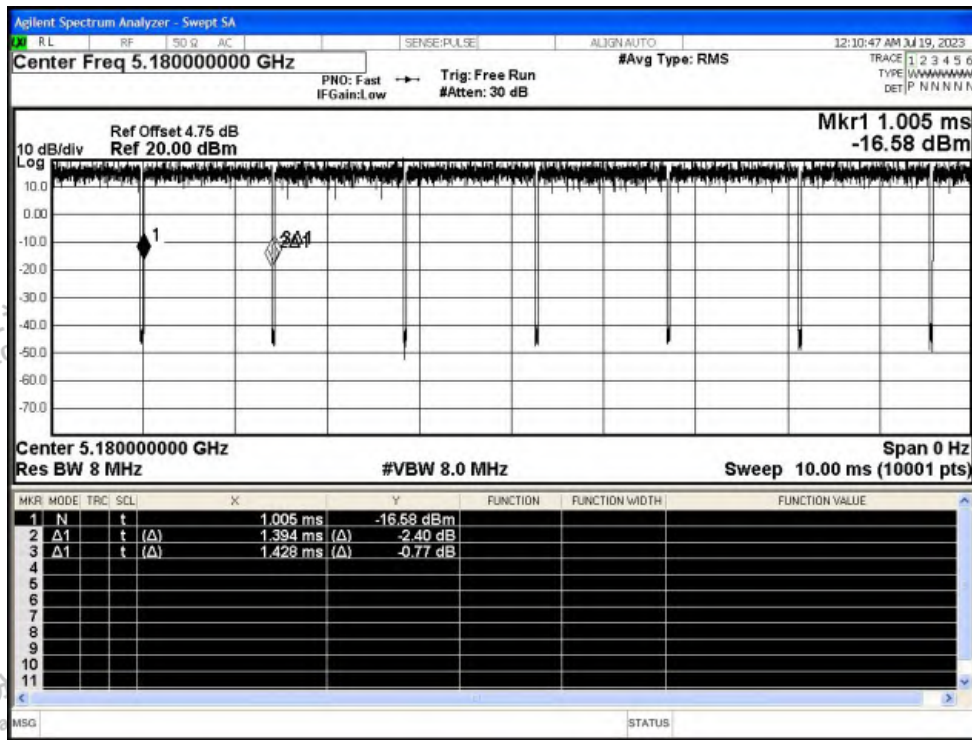 Agilent Spectrum Analyzer - Swept SA
RL RF 50 Ω AC SENSE:PULSE ALIGN AUTO 12:10:47 AM Jul 19, 2023
Center Freq 5.180000000 GHz #Avg Type: RMS TRACE 1 2 3 4 5 6
PNO: Fast Trig: Free Run TYPE
IFGain:Low #Atten: 30 dB DET P N N N N N
Mkr1 1.005 ms
Ref Offset 4.75 dB
10 dB/div Ref 20.00 dBm -16.58 dBm
Log
10.0
0.00
1
-10.0
-20.0
-30.0
-40.0
-50.0
-60.0
-70.0
Center 5.180000000 GHz Span 0 Hz
Res BW 8 MHz #VBW 8.0 MHz Sweep 10.00 ms (10001 pts)
MKR MODE TRC SCL X Y FUNCTION FUNCTION WIDTH FUNCTION VALUE
1 N t 1.005 ms -16.58 dBm
2 Δ1 t (Δ) 1.394 ms (Δ) -2.40 dB
3 Δ1 t (Δ) 1.428 ms (Δ) -0.77 dB
4
5
6
7
8
9
10
11
MSG STATUS